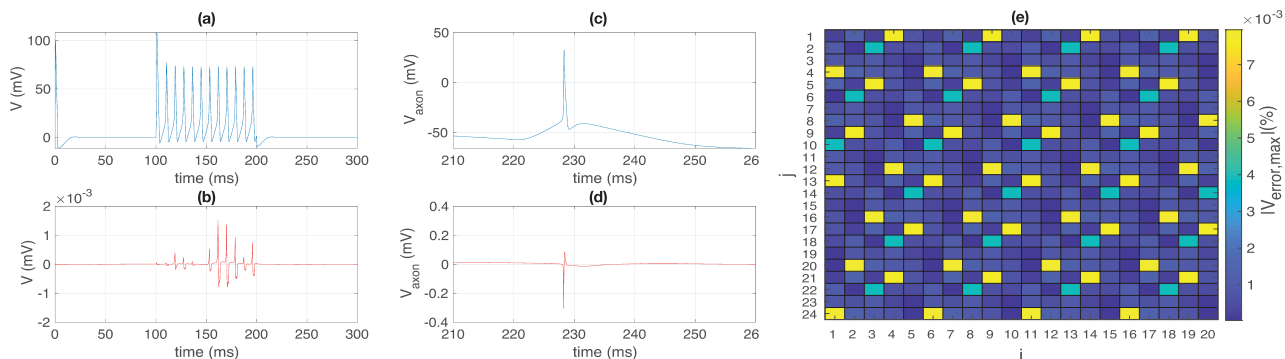 (a)
100
50
0
V (mV)
0 50 100 150 200 250 300
time (ms)
(b)
×10⁻³
2
1
0
-1
-2
V (mV)
0 50 100 150 200 250 300
time (ms)
(c)
50
0
-50
V_axon (mV)
210 220 230 240 250 26
time (ms)
(d)
0.4
0.2
0
-0.2
-0.4
V_axon (mV)
210 220 230 240 250 26
time (ms)
(e)
1
2
3
4
5
6
7
8
9
10
11
12
13
14
15
16
17
18
19
20
21
22
23
24
j
1 2 3 4 5 6 7 8 9 10 11 12 13 14 15 16 17 18 19 20
×10⁻³
7
6
5
4
3
2
1
|V_error,max|(%)